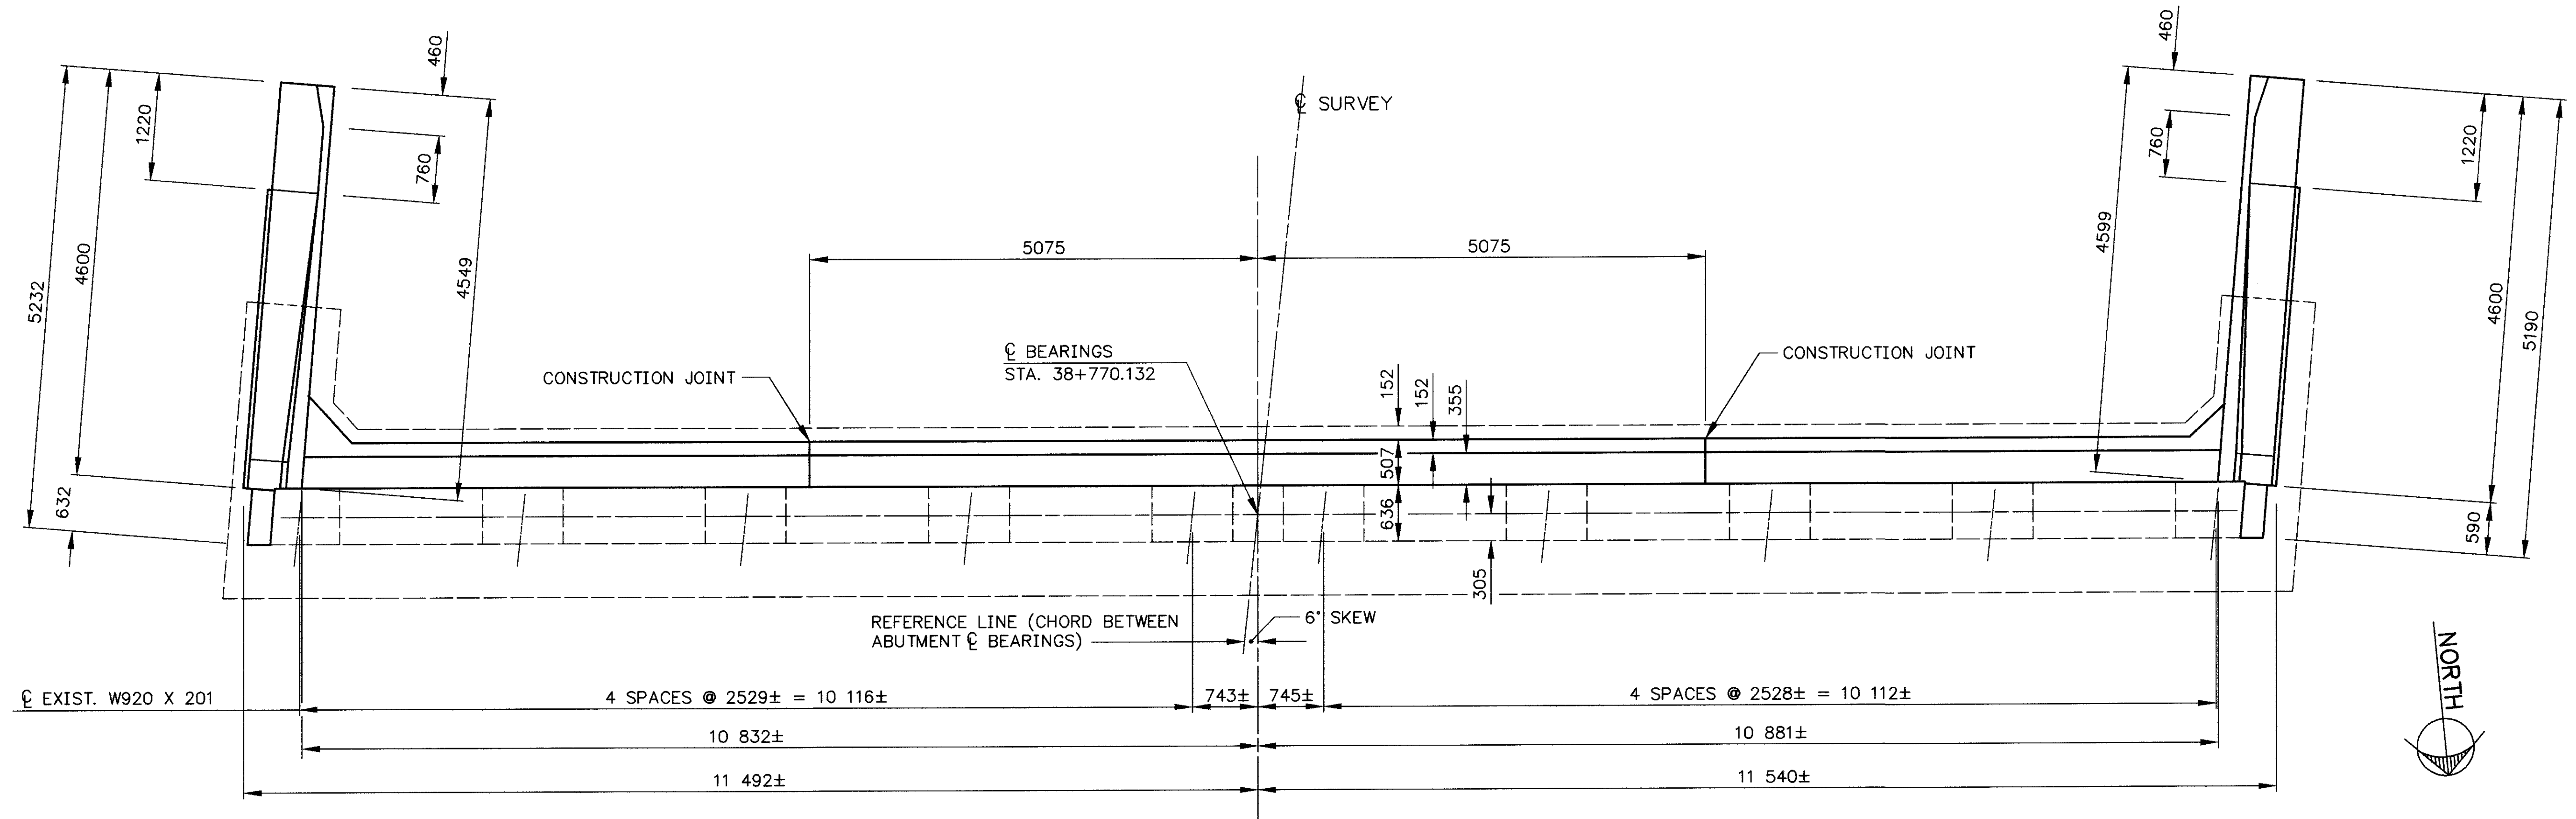 460
460
℄ SURVEY
1220
760
5232
4600
4549
5075
5075
760
1220
4599
4600
5190
℄ BEARINGS
STA. 38+770.132
CONSTRUCTION JOINT
CONSTRUCTION JOINT
152
152
355
507
636
305
632
590
REFERENCE LINE (CHORD BETWEEN
ABUTMENT ℄ BEARINGS)
6° SKEW
NORTH
℄ EXIST. W920 X 201
4 SPACES @ 2529± = 10 116±
743±
745±
4 SPACES @ 2528± = 10 112±
10 832±
10 881±
11 492±
11 540±